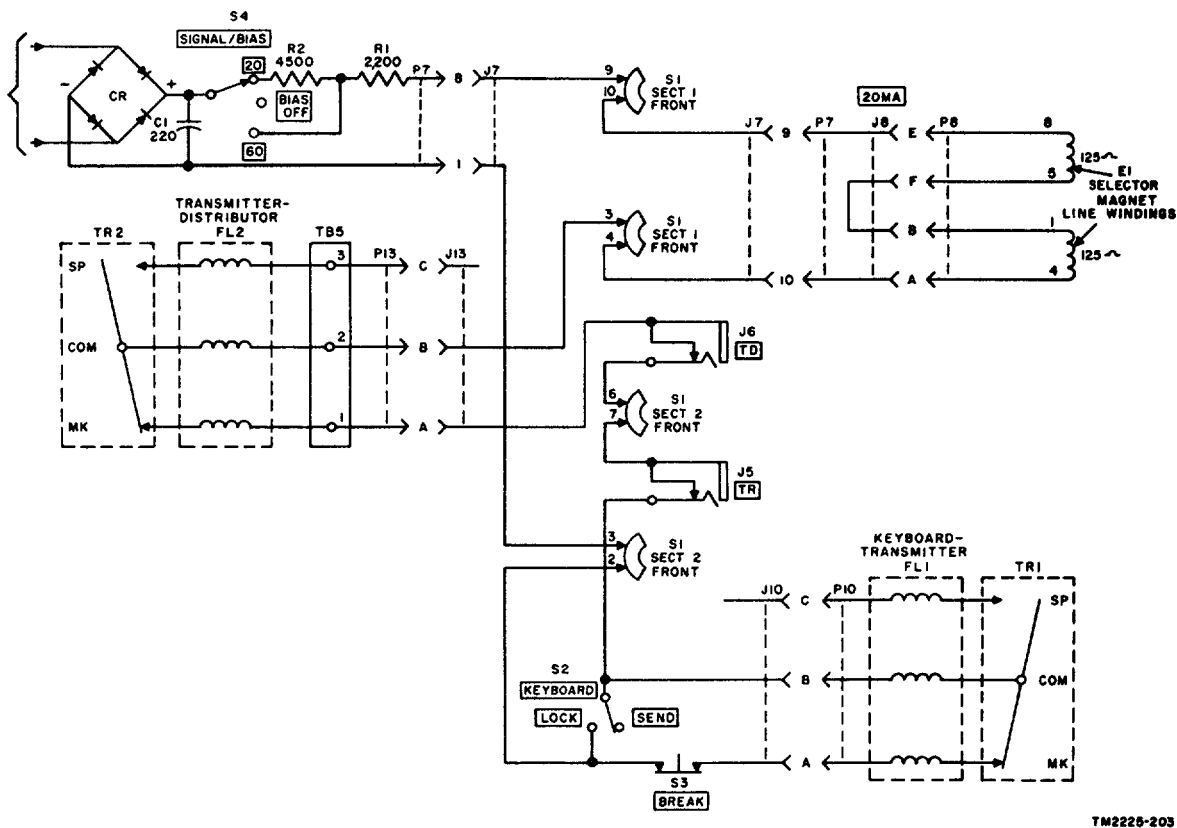 S4
SIGNAL/BIAS
20
R2
4500
R1
2,200
P7
8
J7
BIAS
OFF
60
- CR +
C1
220
1
9
10
S1
SECT 1
FRONT
20MA
J7
9
P7
J8
E
P8
8
125~
5
E1
SELECTOR
MAGNET
LINE WINDINGS
F
B
1
125~
4
10
A
3
4
S1
SECT 1
FRONT
TRANSMITTER-
DISTRIBUTOR
TR2
FL2
TB5
SP
3
P13
C
J13
COM
2
B
MK
1
A
J6
TD
6
7
S1
SECT 2
FRONT
J5
TR
3
2
S1
SECT 2
FRONT
KEYBOARD-
TRANSMITTER
FL1
TR1
J10
C
P10
SP
S2
KEYBOARD
B
COM
LOCK
SEND
A
MK
S3
BREAK
TM2225-203